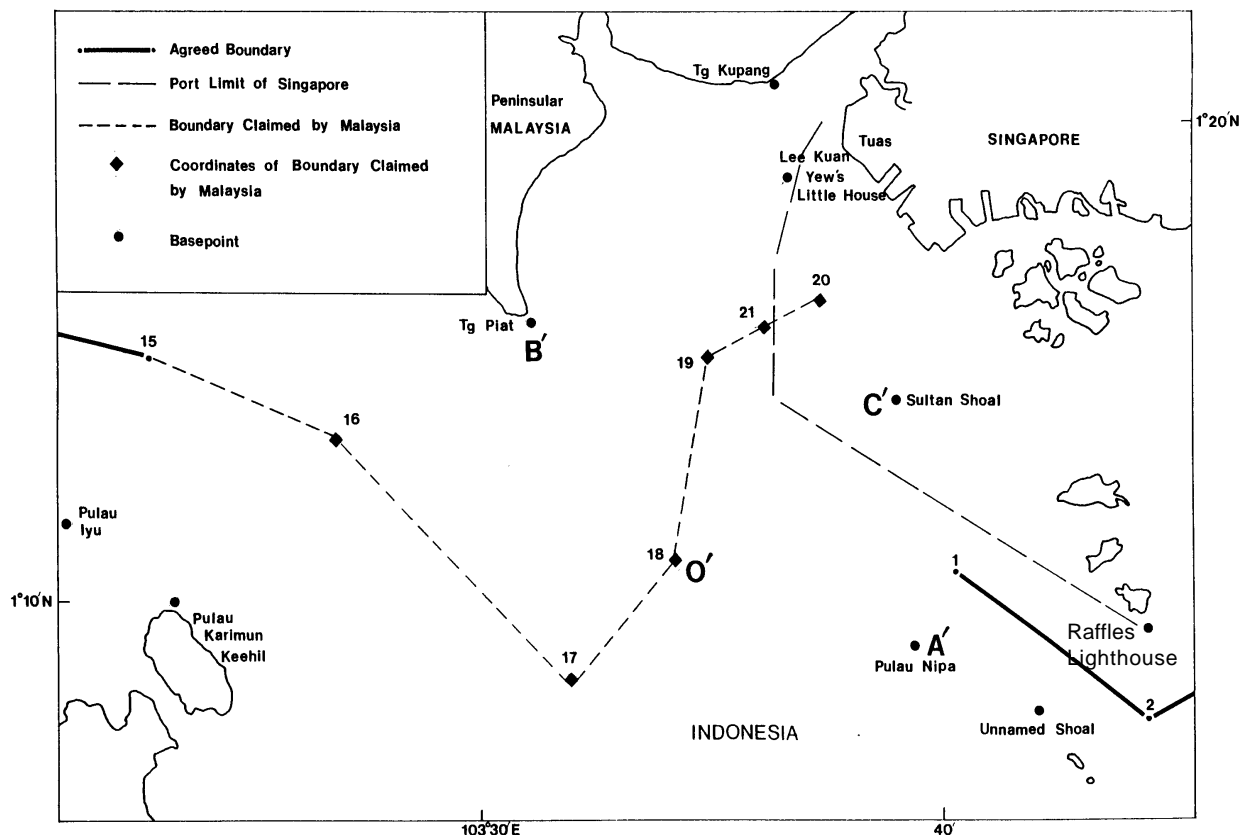 Agreed Boundary
Port Limit of Singapore
Boundary Claimed by Malaysia
Coordinates of Boundary Claimed
by Malaysia
Basepoint
Peninsular
MALAYSIA
Tg Kupang
Tuas
SINGAPORE
1°20'N
Lee Kuan
Yew's
Little House
20
21
19
Tg Piat
B'
15
16
C'
Sultan Shoal
Pulau
Iyu
18
O'
1
1°10'N
Pulau
Karimun
Keehil
17
A'
Pulau Nipa
Raffles
Lighthouse
2
Unnamed Shoal
INDONESIA
103°30'E
40'